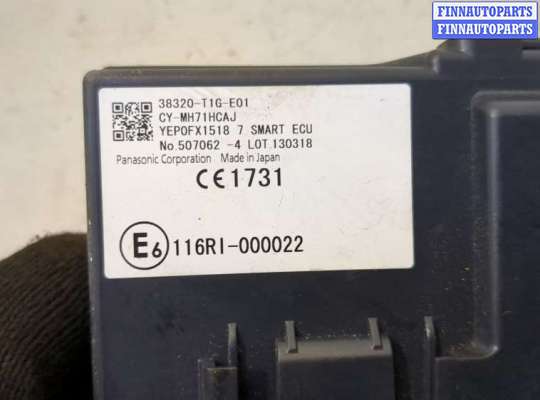 FINNAUTOPARTS
FINNAUTOPARTS
38320-T1G-E01
CY-MH71HCAJ
YEP0FX1518 7 SMART ECU
No.507062 -4 LOT 130318
Panasonic Corporation Made in Japan
CE1731
E6 116RI-000022